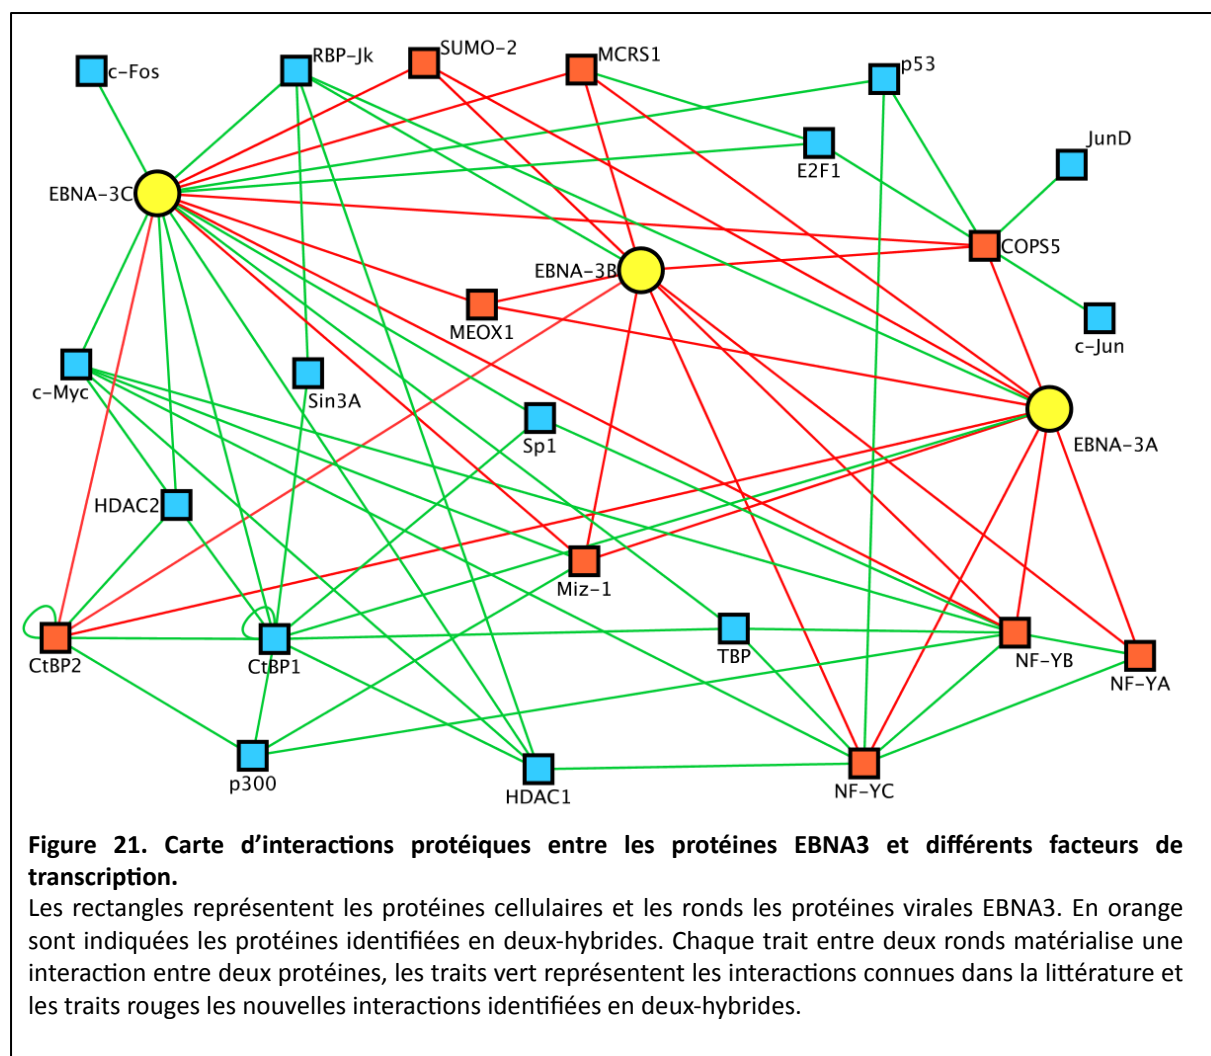 c-Fos
RBP-Jk
SUMO-2
MCRS1
p53
JunD
E2F1
EBNA-3C
COPS5
EBNA-3B
MEOX1
c-Jun
c-Myc
Sin3A
Sp1
EBNA-3A
HDAC2
Miz-1
CtBP2
CtBP1
TBP
NF-YB
NF-YA
p300
HDAC1
NF-YC
Figure 21. Carte d'interactions protéiques entre les protéines EBNA3 et différents facteurs de
transcription.
Les rectangles représentent les protéines cellulaires et les ronds les protéines virales EBNA3. En orange
sont indiquées les protéines identifiées en deux-hybrides. Chaque trait entre deux ronds matérialise une
interaction entre deux protéines, les traits vert représentent les interactions connues dans la littérature et
les traits rouges les nouvelles interactions identifiées en deux-hybrides.